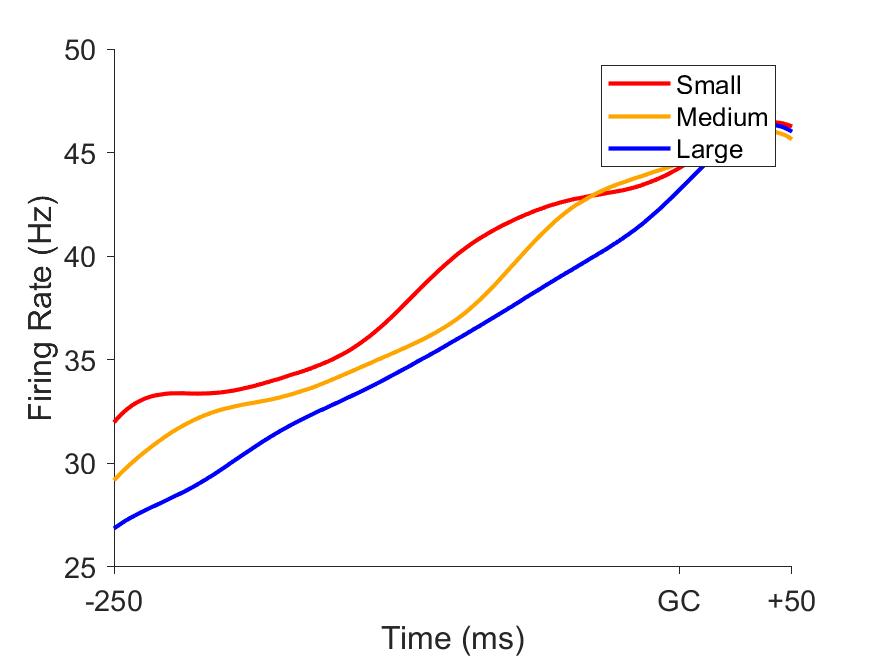 50
45
40
35
30
25
Firing Rate (Hz)
Small
Medium
Large
-250
GC
+50
Time (ms)